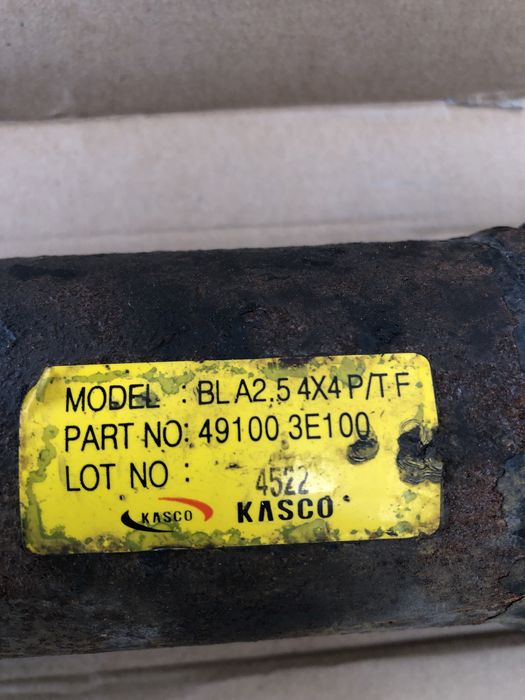 MODEL : BL A2.5 4X4 P/T F
PART NO: 49100 3E100
LOT NO : 4522
KASCO KASCO